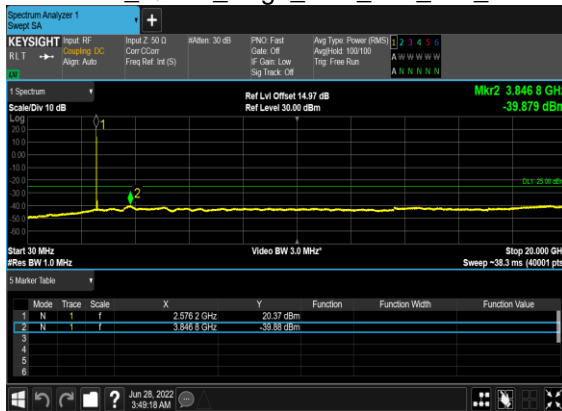 Spectrum Analyzer 1
Swept SA
+
KEYSIGHT Input: RF Input Z: 50 Ω #Atten: 30 dB PNO: Fast Avg Type: Power (RMS) 1 2 3 4 5 6
RLT Coupling: DC Corr CCorr Gate: Off Avg|Hold: 100/100 A W W W W W
Align: Auto Freq Ref: Int (S) IF Gain: Low Trig: Free Run
Sig Track: Off A N N N N N
1 Spectrum Ref Lvl Offset 14.97 dB Mkr2 3.846 8 GHz
Scale/Div 10 dB Ref Level 30.00 dBm -39.879 dBm
Log
20.0
10.0
0.00
-10.0
-20.0
-30.0
-40.0
-50.0
-60.0
1
2
DL1 -25.00 dBm
Start 30 MHz Video BW 3.0 MHz* Stop 20.000 GHz
#Res BW 1.0 MHz Sweep ~38.3 ms (40001 pts)
5 Marker Table
Mode Trace Scale X Y Function Function Width Function Value
1 N 1 f 2.576 2 GHz 20.37 dBm
2 N 1 f 3.846 8 GHz -39.88 dBm
3
4
5
6
? Jun 28, 2022
3:49:18 AM